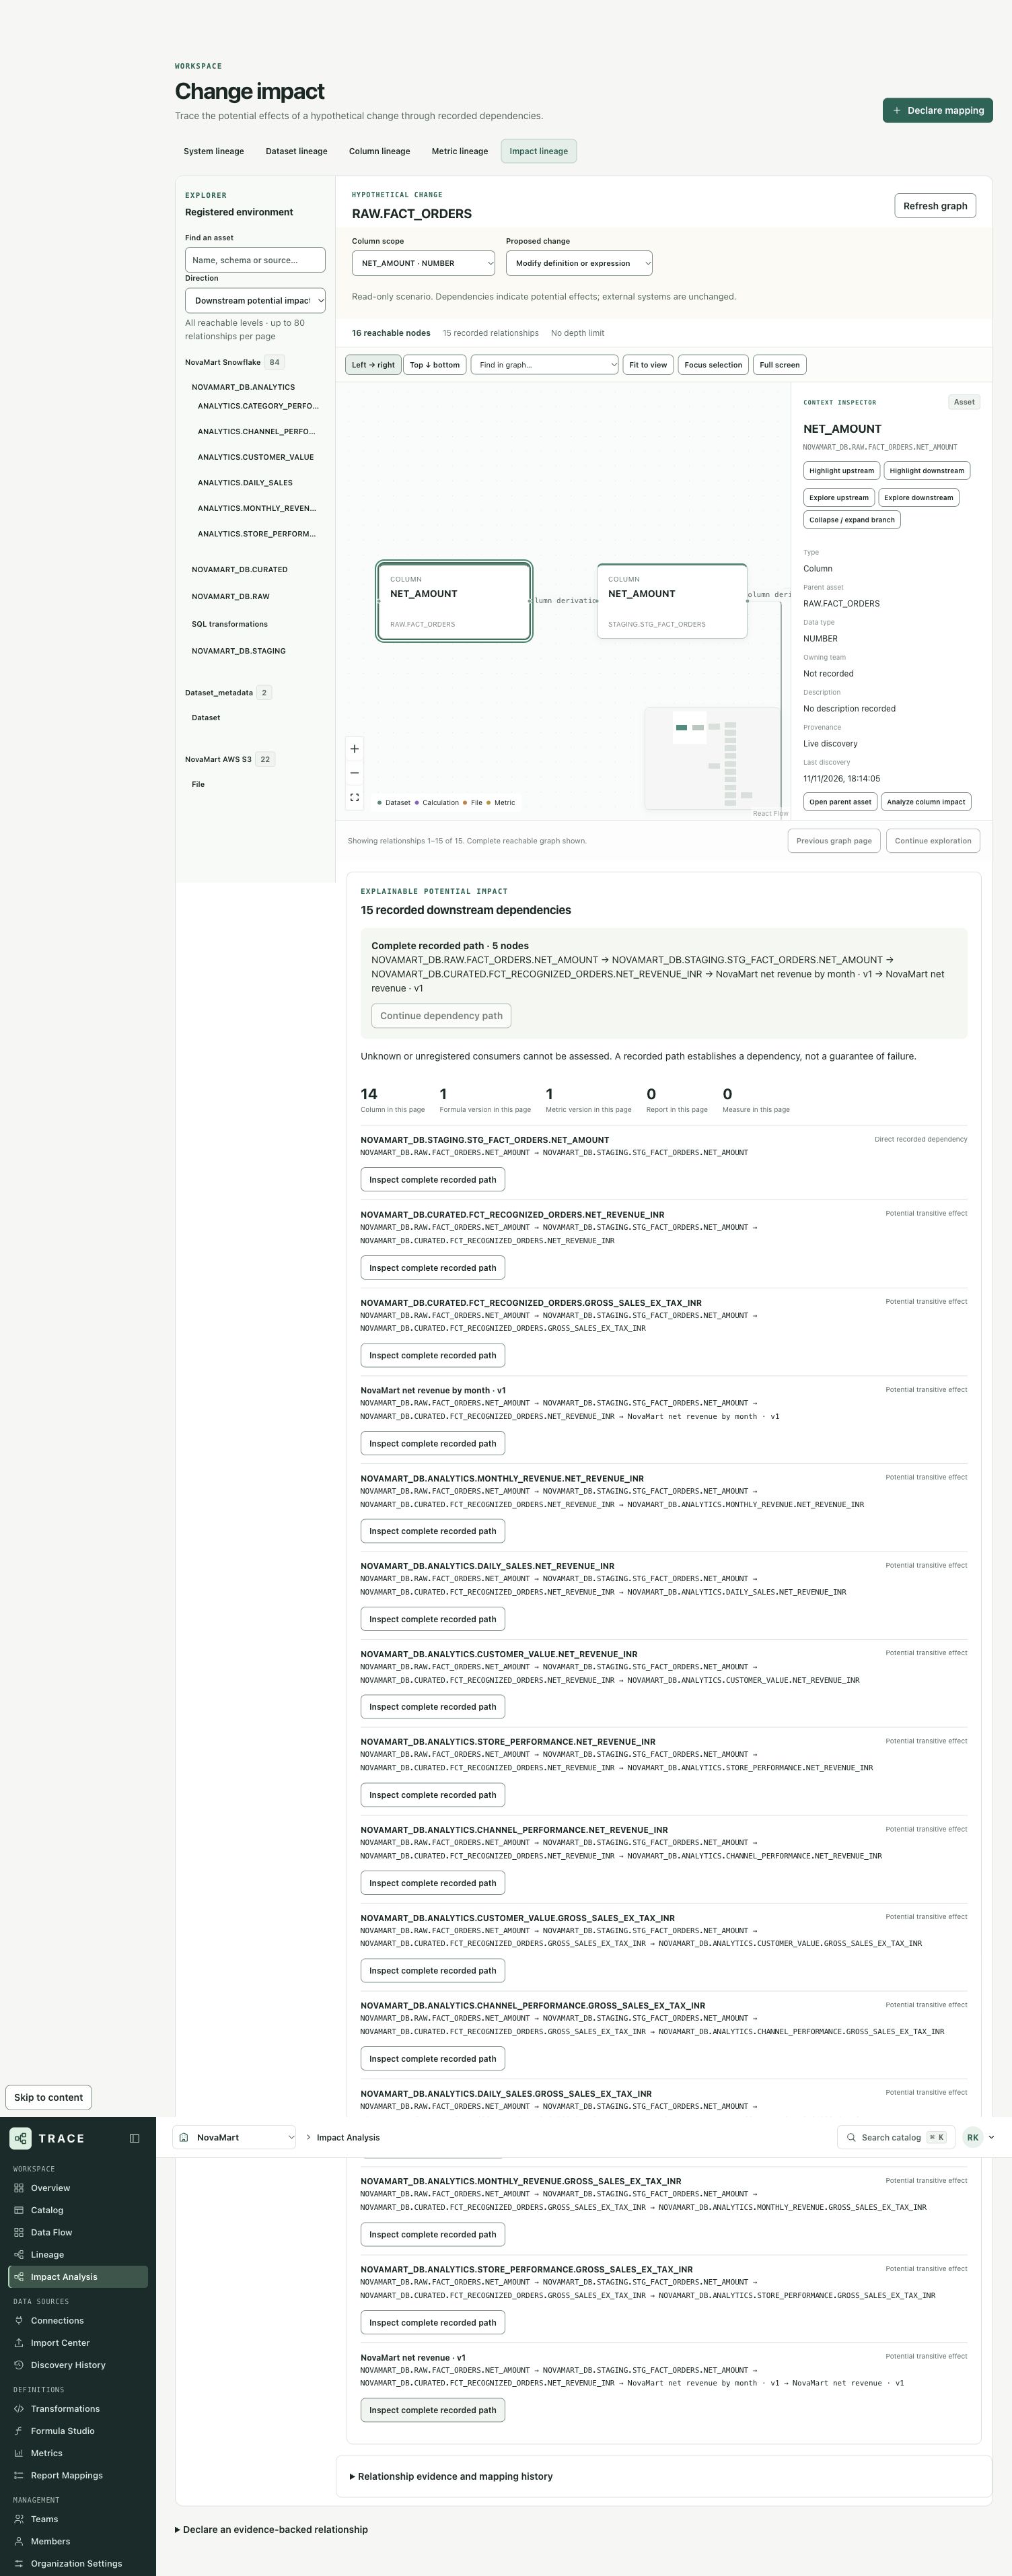 WORKSPACE
Change impact
Trace the potential effects of a hypothetical change through recorded dependencies.
+ Declare mapping
System lineage
Dataset lineage
Column lineage
Metric lineage
Impact lineage
EXPLORER
Registered environment
Find an asset
Name, schema or source...
Direction
Downstream potential impact
All reachable levels · up to 80
relationships per page
NovaMart Snowflake 84
NOVAMART_DB.ANALYTICS
ANALYTICS.CATEGORY_PERFO...
ANALYTICS.CHANNEL_PERFO...
ANALYTICS.CUSTOMER_VALUE
ANALYTICS.DAILY_SALES
ANALYTICS.MONTHLY_REVEN...
ANALYTICS.STORE_PERFORM...
NOVAMART_DB.CURATED
NOVAMART_DB.RAW
SQL transformations
NOVAMART_DB.STAGING
Dataset_metadata 2
Dataset
NovaMart AWS S3 22
File
HYPOTHETICAL CHANGE
RAW.FACT_ORDERS
Refresh graph
Column scope
NET_AMOUNT · NUMBER
Proposed change
Modify definition or expression
Read-only scenario. Dependencies indicate potential effects; external systems are unchanged.
16 reachable nodes
15 recorded relationships
No depth limit
Left → right
Top ↓ bottom
Find in graph...
Fit to view
Focus selection
Full screen
COLUMN
NET_AMOUNT
RAW.FACT_ORDERS
lumn derivatio
COLUMN
NET_AMOUNT
STAGING.STG_FACT_ORDERS
olumn deri
Dataset
Calculation
File
Metric
React Flow
CONTEXT INSPECTOR
Asset
NET_AMOUNT
NOVAMART_DB.RAW.FACT_ORDERS.NET_AMOUNT
Highlight upstream
Highlight downstream
Explore upstream
Explore downstream
Collapse / expand branch
Type
Column
Parent asset
RAW.FACT_ORDERS
Data type
NUMBER
Owning team
Not recorded
Description
No description recorded
Provenance
Live discovery
Last discovery
11/11/2026, 18:14:05
Open parent asset
Analyze column impact
Showing relationships 1–15 of 15. Complete reachable graph shown.
Previous graph page
Continue exploration
EXPLAINABLE POTENTIAL IMPACT
15 recorded downstream dependencies
Complete recorded path · 5 nodes
NOVAMART_DB.RAW.FACT_ORDERS.NET_AMOUNT → NOVAMART_DB.STAGING.STG_FACT_ORDERS.NET_AMOUNT →
NOVAMART_DB.CURATED.FCT_RECOGNIZED_ORDERS.NET_REVENUE_INR → NovaMart net revenue by month · v1 → NovaMart net
revenue · v1
Continue dependency path
Unknown or unregistered consumers cannot be assessed. A recorded path establishes a dependency, not a guarantee of failure.
14
Column in this page
1
Formula version in this page
1
Metric version in this page
0
Report in this page
0
Measure in this page
NOVAMART_DB.STAGING.STG_FACT_ORDERS.NET_AMOUNT
Direct recorded dependency
NOVAMART_DB.RAW.FACT_ORDERS.NET_AMOUNT → NOVAMART_DB.STAGING.STG_FACT_ORDERS.NET_AMOUNT
Inspect complete recorded path
NOVAMART_DB.CURATED.FCT_RECOGNIZED_ORDERS.NET_REVENUE_INR
Potential transitive effect
NOVAMART_DB.RAW.FACT_ORDERS.NET_AMOUNT → NOVAMART_DB.STAGING.STG_FACT_ORDERS.NET_AMOUNT →
NOVAMART_DB.CURATED.FCT_RECOGNIZED_ORDERS.NET_REVENUE_INR
Inspect complete recorded path
NOVAMART_DB.CURATED.FCT_RECOGNIZED_ORDERS.GROSS_SALES_EX_TAX_INR
Potential transitive effect
NOVAMART_DB.RAW.FACT_ORDERS.NET_AMOUNT → NOVAMART_DB.STAGING.STG_FACT_ORDERS.NET_AMOUNT →
NOVAMART_DB.CURATED.FCT_RECOGNIZED_ORDERS.GROSS_SALES_EX_TAX_INR
Inspect complete recorded path
NovaMart net revenue by month · v1
Potential transitive effect
NOVAMART_DB.RAW.FACT_ORDERS.NET_AMOUNT → NOVAMART_DB.STAGING.STG_FACT_ORDERS.NET_AMOUNT →
NOVAMART_DB.CURATED.FCT_RECOGNIZED_ORDERS.NET_REVENUE_INR → NovaMart net revenue by month · v1
Inspect complete recorded path
NOVAMART_DB.ANALYTICS.MONTHLY_REVENUE.NET_REVENUE_INR
Potential transitive effect
NOVAMART_DB.RAW.FACT_ORDERS.NET_AMOUNT → NOVAMART_DB.STAGING.STG_FACT_ORDERS.NET_AMOUNT →
NOVAMART_DB.CURATED.FCT_RECOGNIZED_ORDERS.NET_REVENUE_INR → NOVAMART_DB.ANALYTICS.MONTHLY_REVENUE.NET_REVENUE_INR
Inspect complete recorded path
NOVAMART_DB.ANALYTICS.DAILY_SALES.NET_REVENUE_INR
Potential transitive effect
NOVAMART_DB.RAW.FACT_ORDERS.NET_AMOUNT → NOVAMART_DB.STAGING.STG_FACT_ORDERS.NET_AMOUNT →
NOVAMART_DB.CURATED.FCT_RECOGNIZED_ORDERS.NET_REVENUE_INR → NOVAMART_DB.ANALYTICS.DAILY_SALES.NET_REVENUE_INR
Inspect complete recorded path
NOVAMART_DB.ANALYTICS.CUSTOMER_VALUE.NET_REVENUE_INR
Potential transitive effect
NOVAMART_DB.RAW.FACT_ORDERS.NET_AMOUNT → NOVAMART_DB.STAGING.STG_FACT_ORDERS.NET_AMOUNT →
NOVAMART_DB.CURATED.FCT_RECOGNIZED_ORDERS.NET_REVENUE_INR → NOVAMART_DB.ANALYTICS.CUSTOMER_VALUE.NET_REVENUE_INR
Inspect complete recorded path
NOVAMART_DB.ANALYTICS.STORE_PERFORMANCE.NET_REVENUE_INR
Potential transitive effect
NOVAMART_DB.RAW.FACT_ORDERS.NET_AMOUNT → NOVAMART_DB.STAGING.STG_FACT_ORDERS.NET_AMOUNT →
NOVAMART_DB.CURATED.FCT_RECOGNIZED_ORDERS.NET_REVENUE_INR → NOVAMART_DB.ANALYTICS.STORE_PERFORMANCE.NET_REVENUE_INR
Inspect complete recorded path
NOVAMART_DB.ANALYTICS.CHANNEL_PERFORMANCE.NET_REVENUE_INR
Potential transitive effect
NOVAMART_DB.RAW.FACT_ORDERS.NET_AMOUNT → NOVAMART_DB.STAGING.STG_FACT_ORDERS.NET_AMOUNT →
NOVAMART_DB.CURATED.FCT_RECOGNIZED_ORDERS.NET_REVENUE_INR → NOVAMART_DB.ANALYTICS.CHANNEL_PERFORMANCE.NET_REVENUE_INR
Inspect complete recorded path
NOVAMART_DB.ANALYTICS.CUSTOMER_VALUE.GROSS_SALES_EX_TAX_INR
Potential transitive effect
NOVAMART_DB.RAW.FACT_ORDERS.NET_AMOUNT → NOVAMART_DB.STAGING.STG_FACT_ORDERS.NET_AMOUNT →
NOVAMART_DB.CURATED.FCT_RECOGNIZED_ORDERS.GROSS_SALES_EX_TAX_INR → NOVAMART_DB.ANALYTICS.CUSTOMER_VALUE.GROSS_SALES_EX_TAX_INR
Inspect complete recorded path
NOVAMART_DB.ANALYTICS.CHANNEL_PERFORMANCE.GROSS_SALES_EX_TAX_INR
Potential transitive effect
NOVAMART_DB.RAW.FACT_ORDERS.NET_AMOUNT → NOVAMART_DB.STAGING.STG_FACT_ORDERS.NET_AMOUNT →
NOVAMART_DB.CURATED.FCT_RECOGNIZED_ORDERS.GROSS_SALES_EX_TAX_INR → NOVAMART_DB.ANALYTICS.CHANNEL_PERFORMANCE.GROSS_SALES_EX_TAX_INR
Inspect complete recorded path
NOVAMART_DB.ANALYTICS.DAILY_SALES.GROSS_SALES_EX_TAX_INR
Potential transitive effect
NOVAMART_DB.RAW.FACT_ORDERS.NET_AMOUNT → NOVAMART_DB.STAGING.STG_FACT_ORDERS.NET_AMOUNT →
Skip to content
TRACE
NovaMart
Impact Analysis
Search catalog ⌘ K
RK
WORKSPACE
Overview
Catalog
Data Flow
Lineage
Impact Analysis
DATA SOURCES
Connections
Import Center
Discovery History
DEFINITIONS
Transformations
Formula Studio
Metrics
Report Mappings
MANAGEMENT
Teams
Members
Organization Settings
NOVAMART_DB.ANALYTICS.MONTHLY_REVENUE.GROSS_SALES_EX_TAX_INR
Potential transitive effect
NOVAMART_DB.RAW.FACT_ORDERS.NET_AMOUNT → NOVAMART_DB.STAGING.STG_FACT_ORDERS.NET_AMOUNT →
NOVAMART_DB.CURATED.FCT_RECOGNIZED_ORDERS.GROSS_SALES_EX_TAX_INR → NOVAMART_DB.ANALYTICS.MONTHLY_REVENUE.GROSS_SALES_EX_TAX_INR
Inspect complete recorded path
NOVAMART_DB.ANALYTICS.STORE_PERFORMANCE.GROSS_SALES_EX_TAX_INR
Potential transitive effect
NOVAMART_DB.RAW.FACT_ORDERS.NET_AMOUNT → NOVAMART_DB.STAGING.STG_FACT_ORDERS.NET_AMOUNT →
NOVAMART_DB.CURATED.FCT_RECOGNIZED_ORDERS.GROSS_SALES_EX_TAX_INR → NOVAMART_DB.ANALYTICS.STORE_PERFORMANCE.GROSS_SALES_EX_TAX_INR
Inspect complete recorded path
NovaMart net revenue · v1
Potential transitive effect
NOVAMART_DB.RAW.FACT_ORDERS.NET_AMOUNT → NOVAMART_DB.STAGING.STG_FACT_ORDERS.NET_AMOUNT →
NOVAMART_DB.CURATED.FCT_RECOGNIZED_ORDERS.NET_REVENUE_INR → NovaMart net revenue by month · v1 → NovaMart net revenue · v1
Inspect complete recorded path
Relationship evidence and mapping history
Declare an evidence-backed relationship